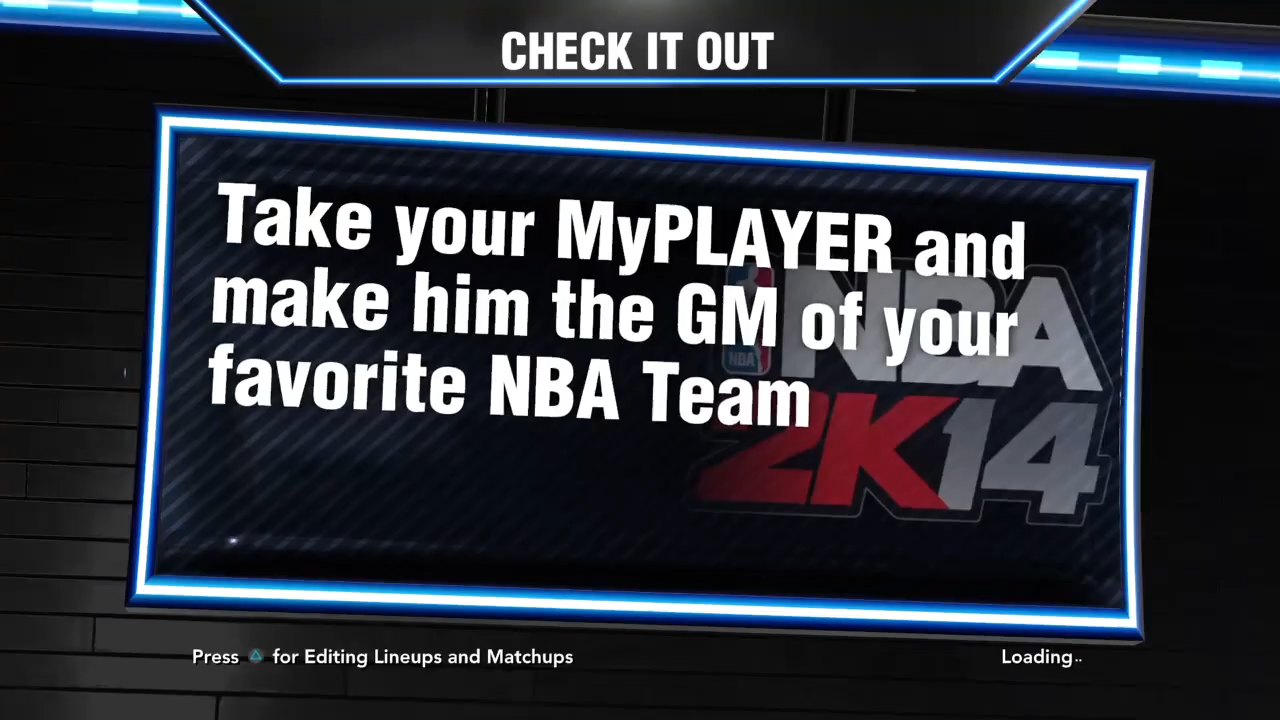 CHECK IT OUT
Take your MyPLAYER and
make him the GM of your
favorite NBA Team
NBA
NBA
2K14
Press for Editing Lineups and Matchups
Loading..